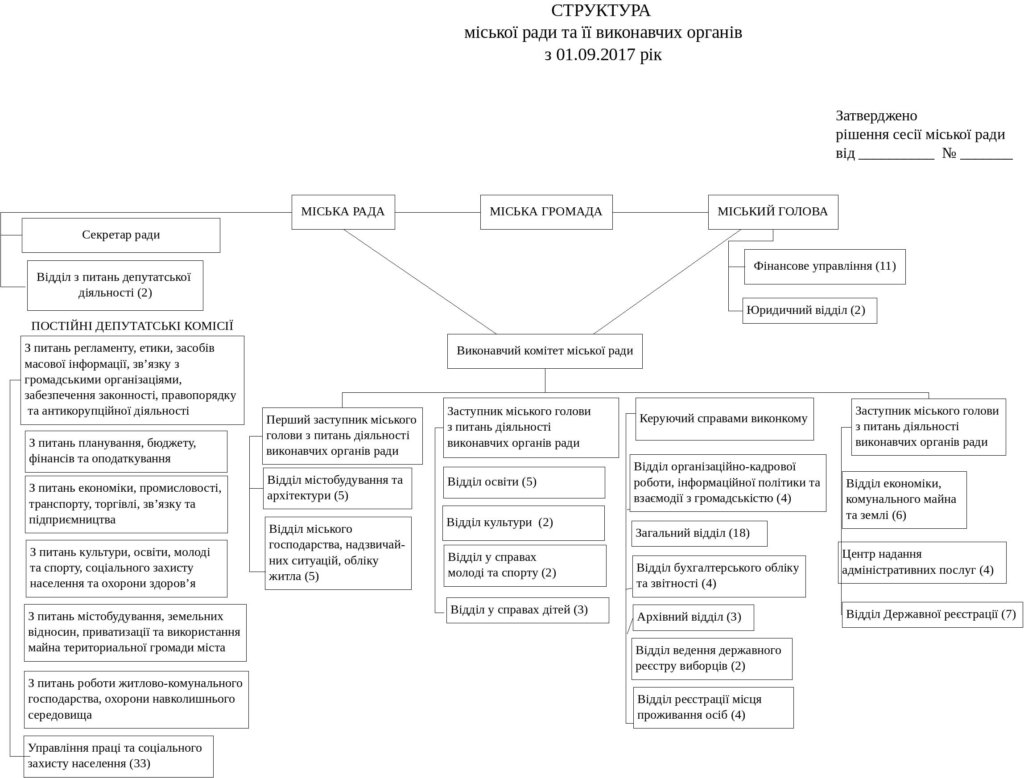 СТРУКТУРА
міської ради та її виконавчих органів
з 01.09.2017 рік
Затверджено
рішення сесії міської ради
від __________ № _______
МІСЬКА РАДА
МІСЬКА ГРОМАДА
МІСЬКИЙ ГОЛОВА
Секретар ради
Відділ з питань депутатської
діяльності (2)
Фінансове управління (11)
Юридичний відділ (2)
Виконавчий комітет міської ради
ПОСТІЙНІ ДЕПУТАТСЬКІ КОМІСІЇ
З питань регламенту, етики, засобів
масової інформації, зв’язку з
громадськими організаціями,
забезпечення законності, правопорядку
та антикорупційної діяльності
З питань планування, бюджету,
фінансів та оподаткування
З питань економіки, промисловості,
транспорту, торгівлі, зв’язку та
підприємництва
З питань культури, освіти, молоді
та спорту, соціального захисту
населення та охорони здоров’я
З питань містобудування, земельних
відносин, приватизації та використання
майна територіальної громади міста
З питань роботи житлово-комунального
господарства, охорони навколишнього
середовища
Управління праці та соціального
захисту населення (33)
Перший заступник міського
голови з питань діяльності
виконавчих органів ради
Відділ містобудування та
архітектури (5)
Відділ міського
господарства, надзвичай-
них ситуацій, обліку
житла (5)
Заступник міського голови
з питань діяльності
виконавчих органів ради
Відділ освіти (5)
Відділ культури (2)
Відділ у справах
молоді та спорту (2)
Відділ у справах дітей (3)
Керуючий справами виконкому
Відділ організаційно-кадрової
роботи, інформаційної політики та
взаємодії з громадськістю (4)
Загальний відділ (18)
Відділ бухгалтерського обліку
та звітності (4)
Архівний відділ (3)
Відділ ведення державного
реєстру виборців (2)
Відділ реєстрації місця
проживання осіб (4)
Заступник міського голови
з питань діяльності
виконавчих органів ради
Відділ економіки,
комунального майна
та землі (6)
Центр надання
адміністративних послуг (4)
Відділ Державної реєстрації (7)